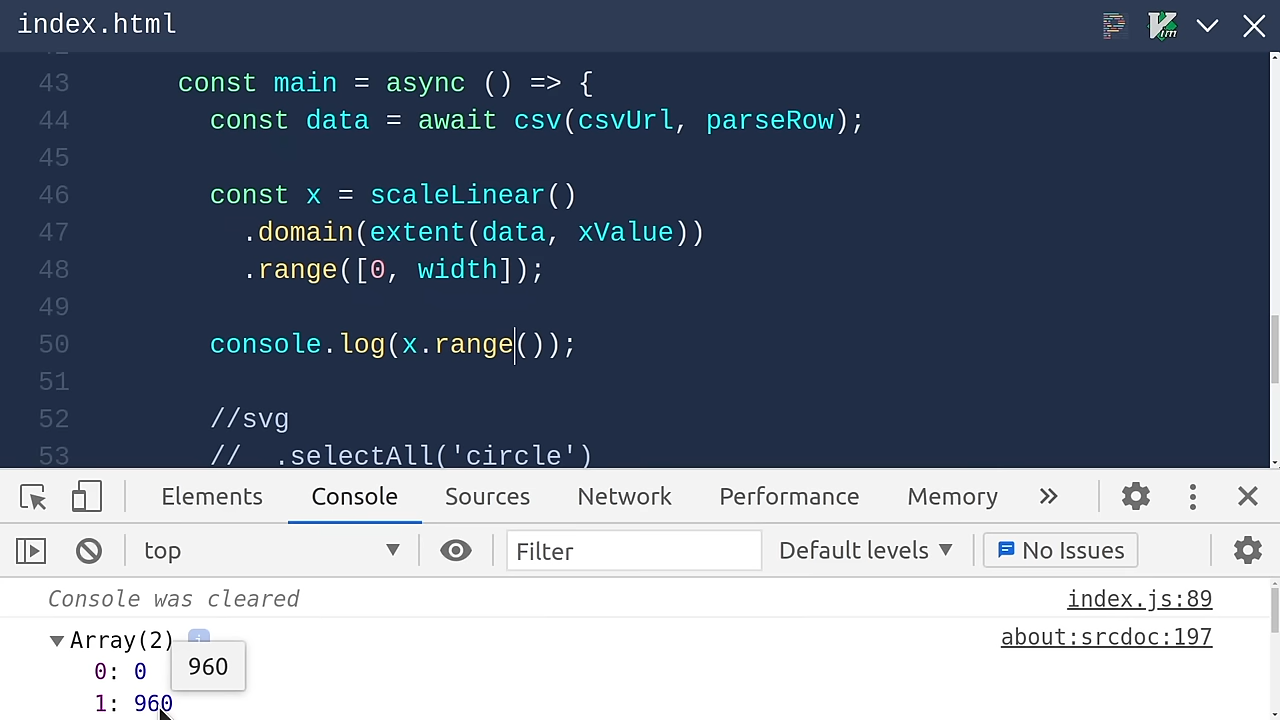 index.html
42
43 const main = async () => {
44 const data = await csv(csvUrl, parseRow);
45
46 const x = scaleLinear()
47 .domain(extent(data, xValue))
48 .range([0, width]);
49
50 console.log(x.range());
51
52 //svg
53 //  .selectAll('circle')
Elements Console Sources Network Performance Memory »
top Filter Default levels No Issues
Console was cleared index.js:89
Array(2) i about:srcdoc:197
0: 0
960
1: 960